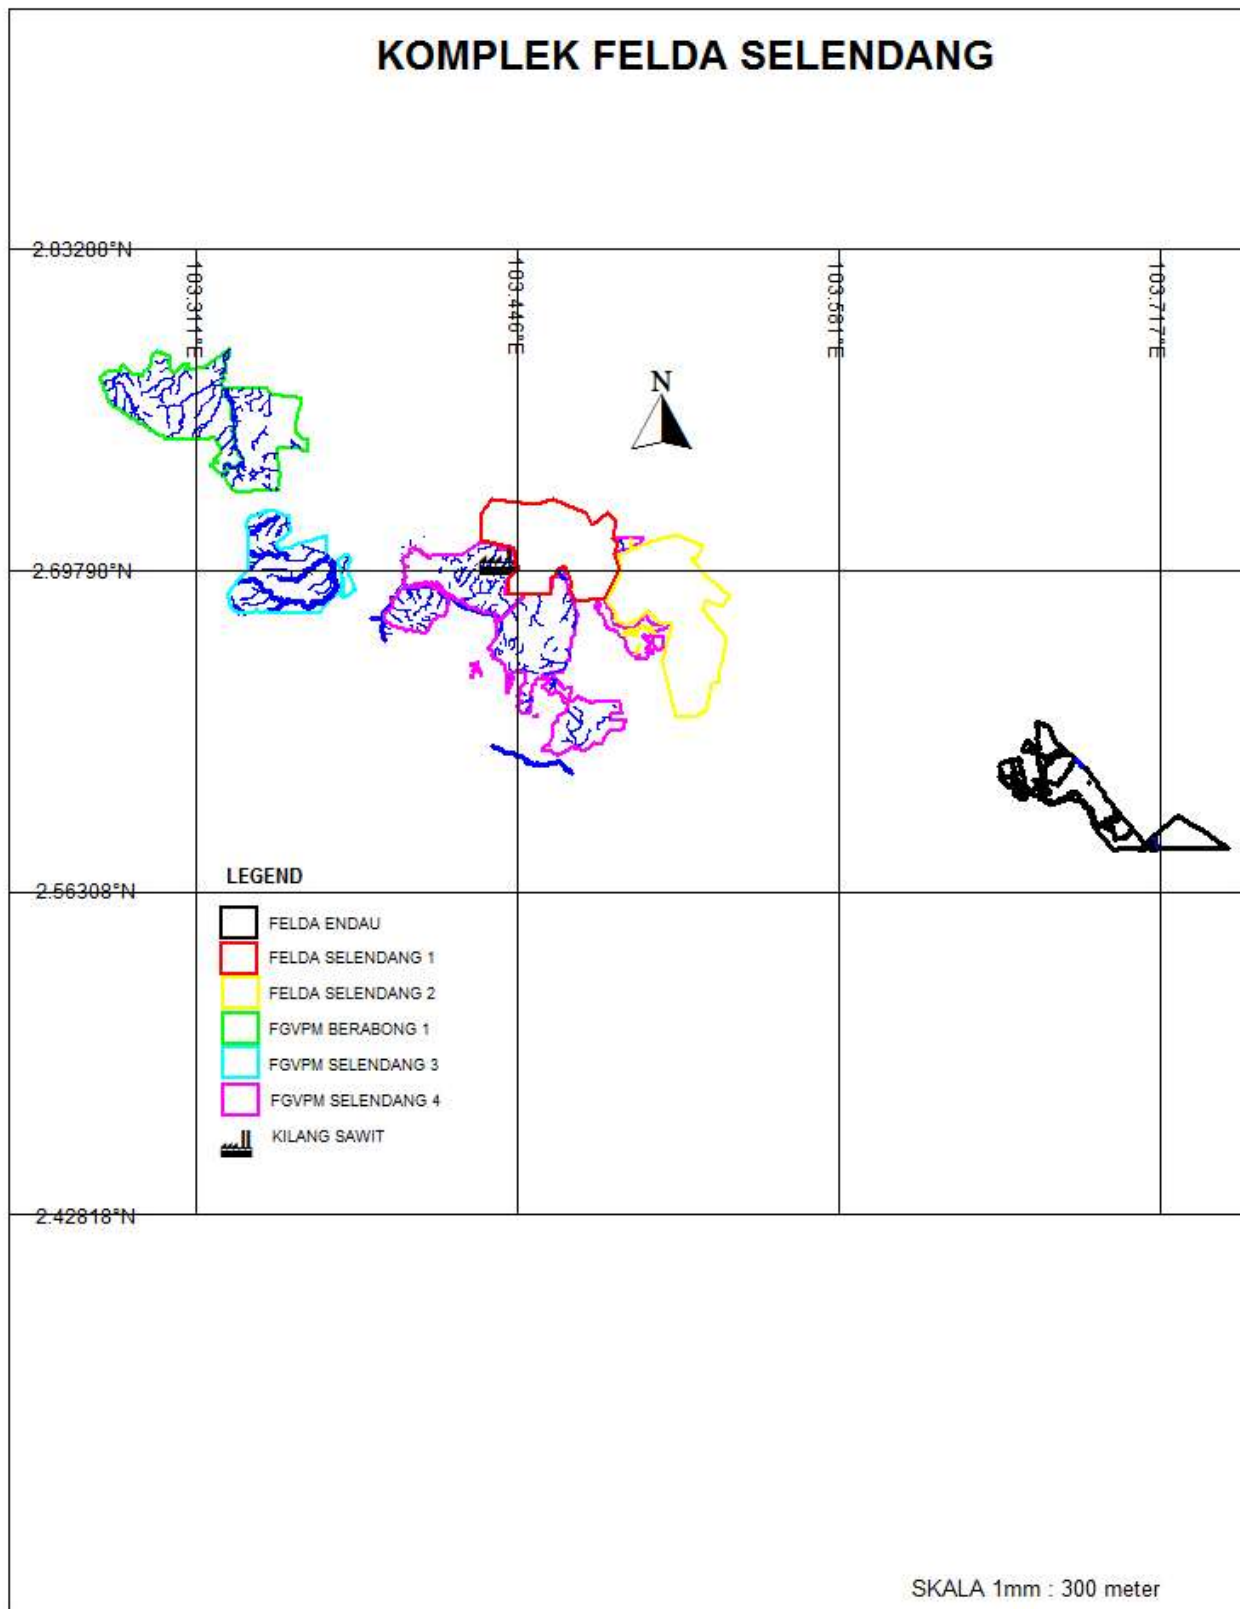 KOMPLEK FELDA SELENDANG
2.83288°N
103.311°E
103.446°E
103.581°E
103.717°E
N
2.69798°N
2.56308°N
LEGEND
FELDA ENDAU
FELDA SELENDANG 1
FELDA SELENDANG 2
FGVPM BERABONG 1
FGVPM SELENDANG 3
FGVPM SELENDANG 4
KILANG SAWIT
2.42818°N
SKALA 1mm : 300 meter